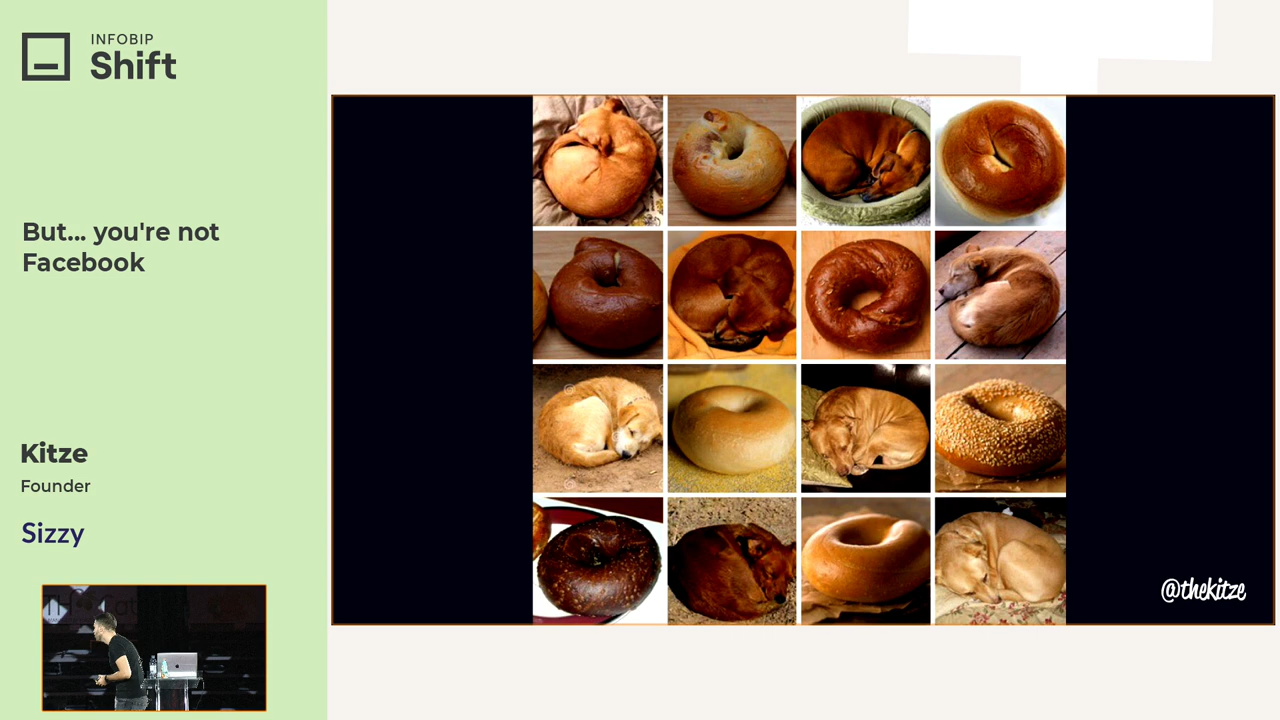 INFOBIP
Shift
But... you're not
Facebook
Kitze
Founder
Sizzy
@thekitze